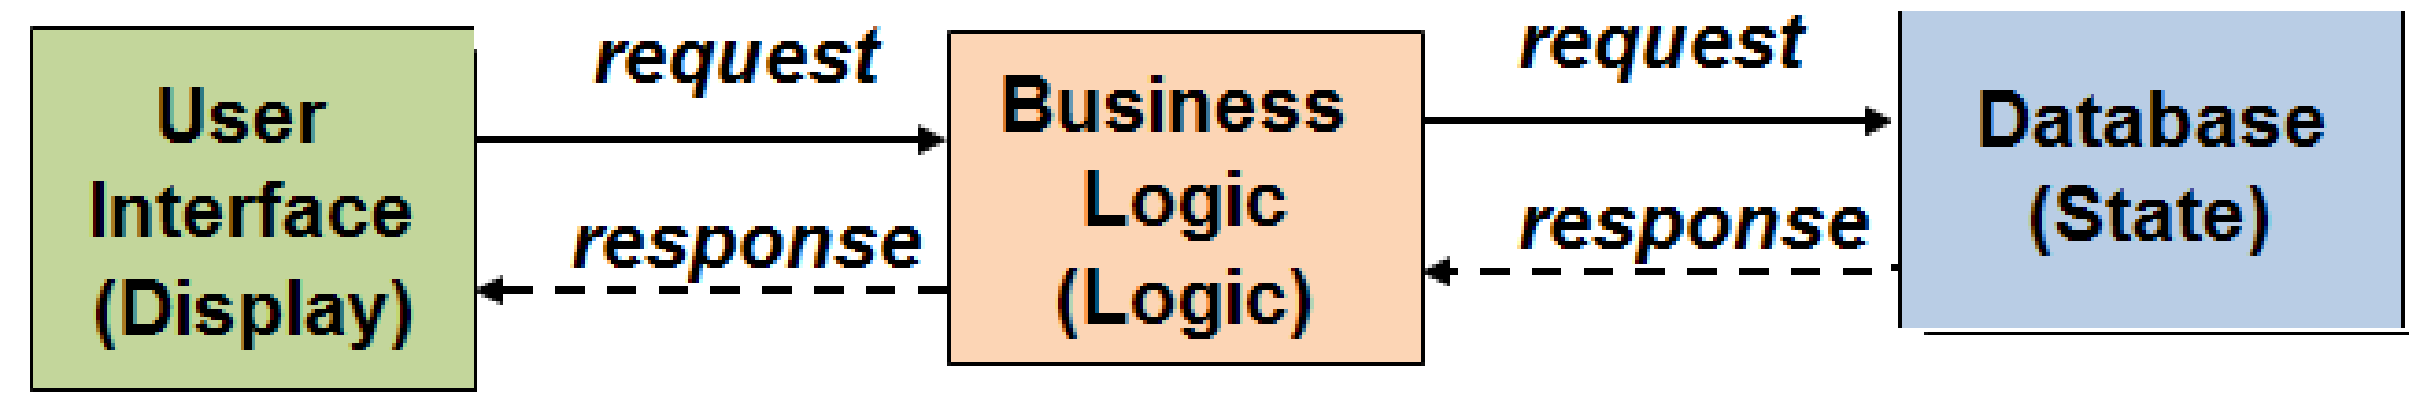 User
Interface
(Display)
request
response
Business
Logic
(Logic)
request
response
Database
(State)